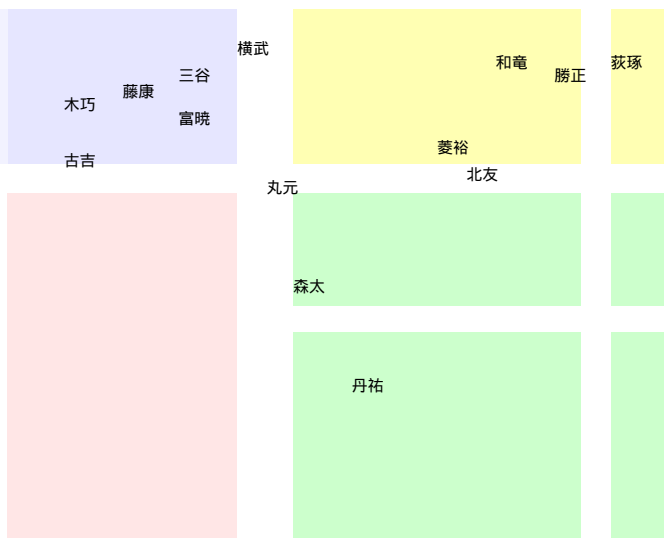 横武
和竜
荻琢
三谷
勝正
藤康
木巧
富暁
菱裕
古吉
北友
丸元
森太
丹祐